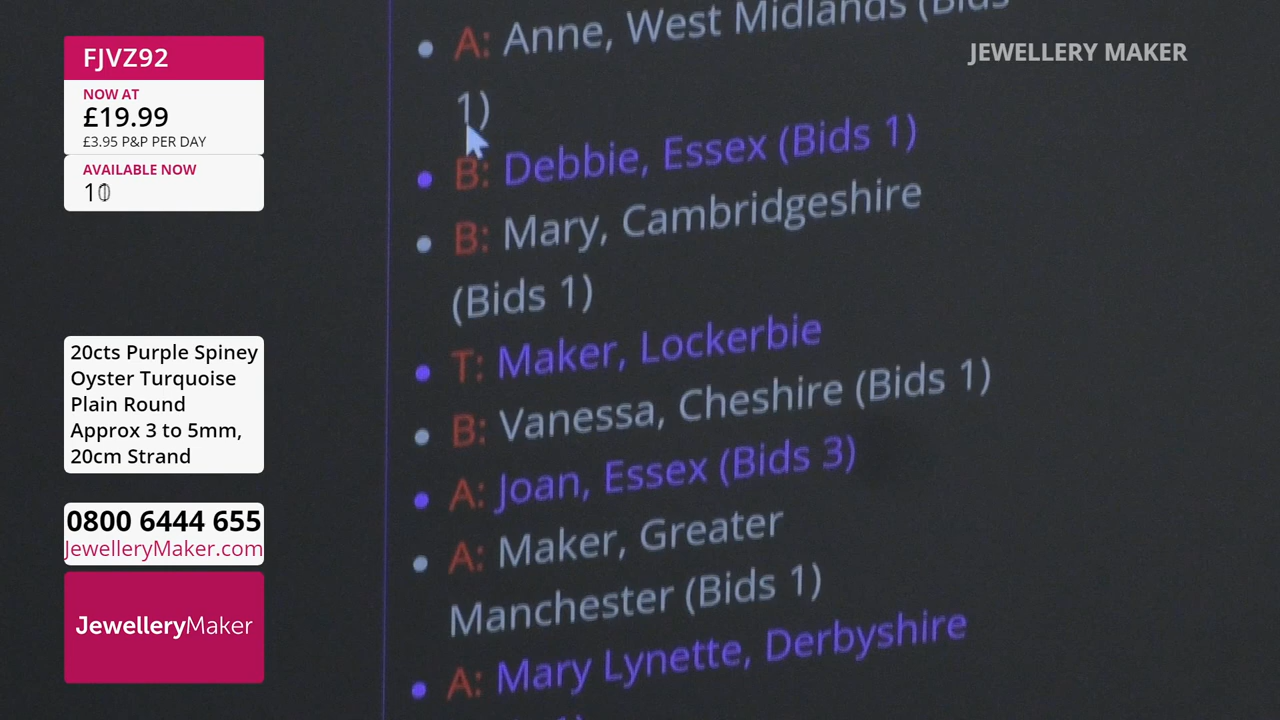 FJVZ92
NOW AT
£19.99
£3.95 P&P PER DAY
AVAILABLE NOW
20cts Purple Spiney
Oyster Turquoise
Plain Round
Approx 3 to 5mm,
20cm Strand
0800 6444 655
JewelleryMaker.com
JewelleryMaker
JEWELLERY MAKER
A: Anne, West Midlands (Bids
1)
B: Debbie, Essex (Bids 1)
B: Mary, Cambridgeshire
(Bids 1)
T: Maker, Lockerbie
B: Vanessa, Cheshire (Bids 1)
A: Joan, Essex (Bids 3)
A: Maker, Greater
Manchester (Bids 1)
A: Mary Lynette, Derbyshire